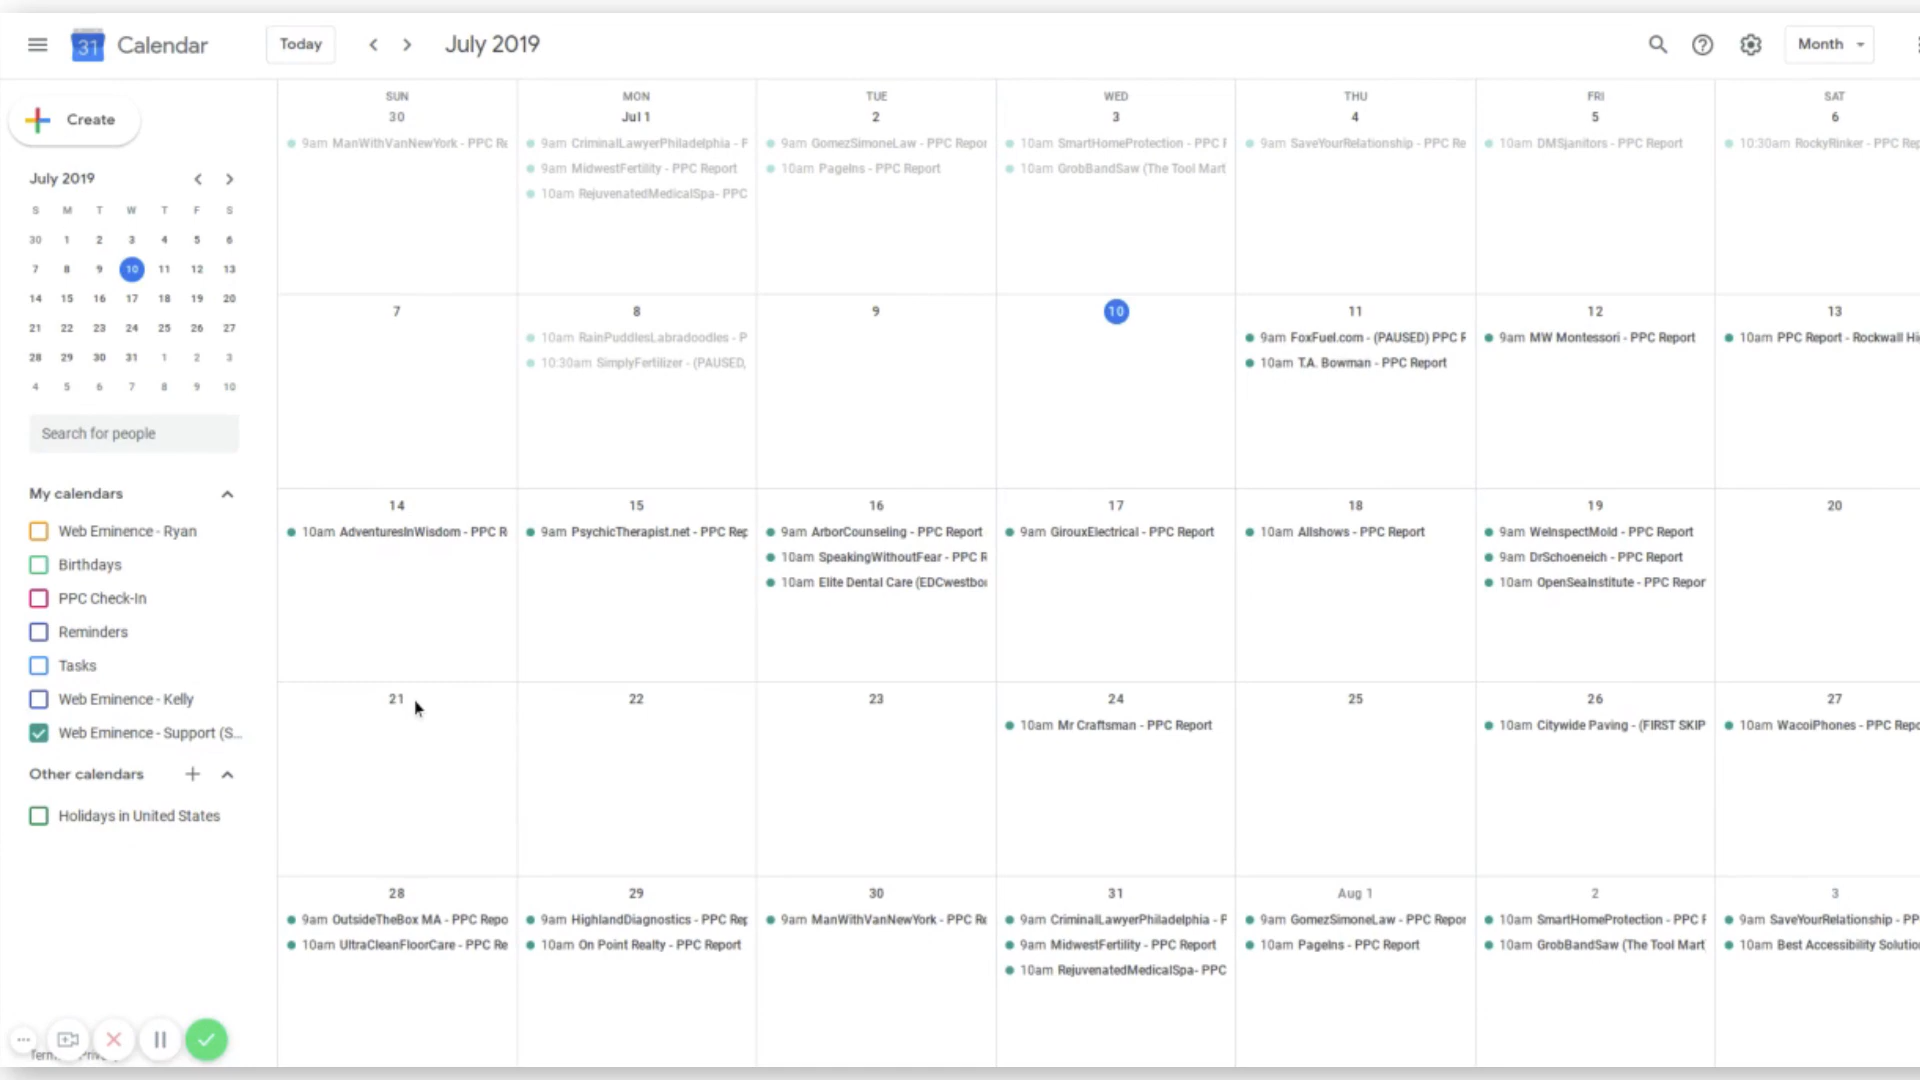 31 Calendar Today July 2019 Month
Create
July 2019
S M T W T F S
30 1 2 3 4 5 6
7 8 9 10 11 12 13
14 15 16 17 18 19 20
21 22 23 24 25 26 27
28 29 30 31 1 2 3
4 5 6 7 8 9 10
Search for people
My calendars
Web Eminence - Ryan
Birthdays
PPC Check-In
Reminders
Tasks
Web Eminence - Kelly
Web Eminence - Support (S...
Other calendars
Holidays in United States
SUN MON TUE WED THU FRI SAT
30 Jul 1 2 3 4 5 6
9am ManWithVanNewYork - PPC Re
9am CriminalLawyerPhiladelphia - P
9am MidwestFertility - PPC Report
10am RejuvenatedMedicalSpa- PPC
9am GomezSimoneLaw - PPC Repor
10am PageIns - PPC Report
10am SmartHomeProtection - PPC F
10am GrobBandSaw (The Tool Mart
9am SaveYourRelationship - PPC Re
10am DMSjanitors - PPC Report
10:30am RockyRinker - PPC Rep
7 8 9 10 11 12 13
10am RainPuddlesLabradoodles - P
10:30am SimplyFertilizer - (PAUSED,
9am FoxFuel.com - (PAUSED) PPC F
10am T.A. Bowman - PPC Report
9am MW Montessori - PPC Report
10am PPC Report - Rockwall Hi
14 15 16 17 18 19 20
10am AdventuresInWisdom - PPC R
9am PsychicTherapist.net - PPC Rep
9am ArborCounseling - PPC Report
10am SpeakingWithoutFear - PPC R
10am Elite Dental Care (EDCwestbo
9am GirouxElectrical - PPC Report
10am Allshows - PPC Report
9am WeInspectMold - PPC Report
9am DrSchoeneich - PPC Report
10am OpenSeaInstitute - PPC Repor
21 22 23 24 25 26 27
10am Mr Craftsman - PPC Report
10am Citywide Paving - (FIRST SKIP
10am WacoiPhones - PPC Repo
28 29 30 31 Aug 1 2 3
9am OutsideTheBox MA - PPC Repo
10am UltraCleanFloorCare - PPC Re
9am HighlandDiagnostics - PPC Rep
10am On Point Realty - PPC Report
9am ManWithVanNewYork - PPC Re
9am CriminalLawyerPhiladelphia - P
9am MidwestFertility - PPC Report
10am RejuvenatedMedicalSpa- PPC
9am GomezSimoneLaw - PPC Repor
10am PageIns - PPC Report
10am SmartHomeProtection - PPC F
10am GrobBandSaw (The Tool Mart
9am SaveYourRelationship - PP
10am Best Accessibility Solutio